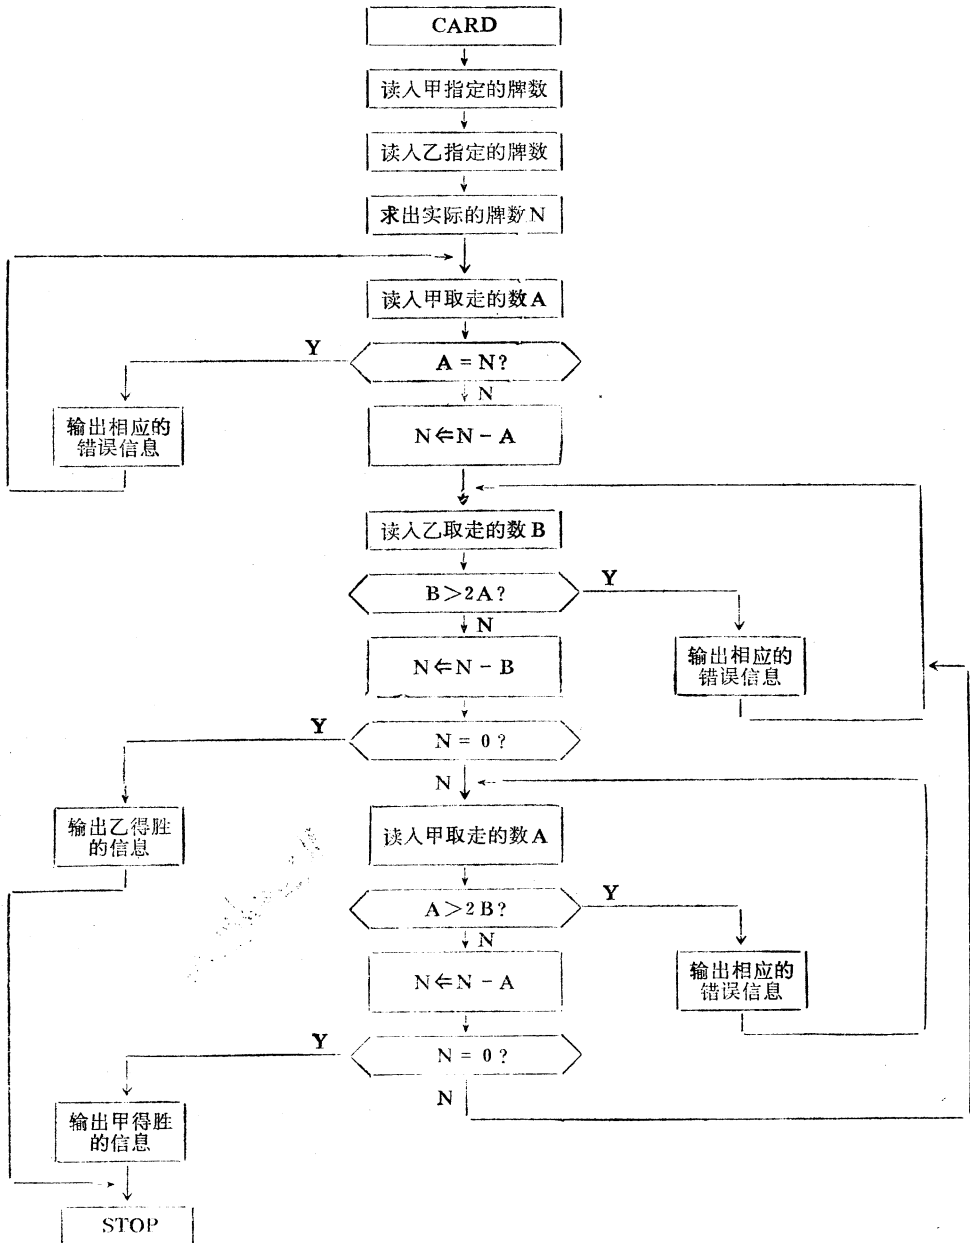 CARD
读入甲指定的牌数
读入乙指定的牌数
求出实际的牌数N
读入甲取走的数A
Y
A = N?
N
输出相应的
错误信息
N⇐N - A
读入乙取走的数B
B>2A?
Y
N
N⇐N - B
输出相应的
错误信息
Y
N = 0?
N
输出乙得胜
的信息
读入甲取走的数A
A>2B?
Y
N
N⇐N - A
输出相应的
错误信息
Y
N = 0?
N
输出甲得胜
的信息
STOP